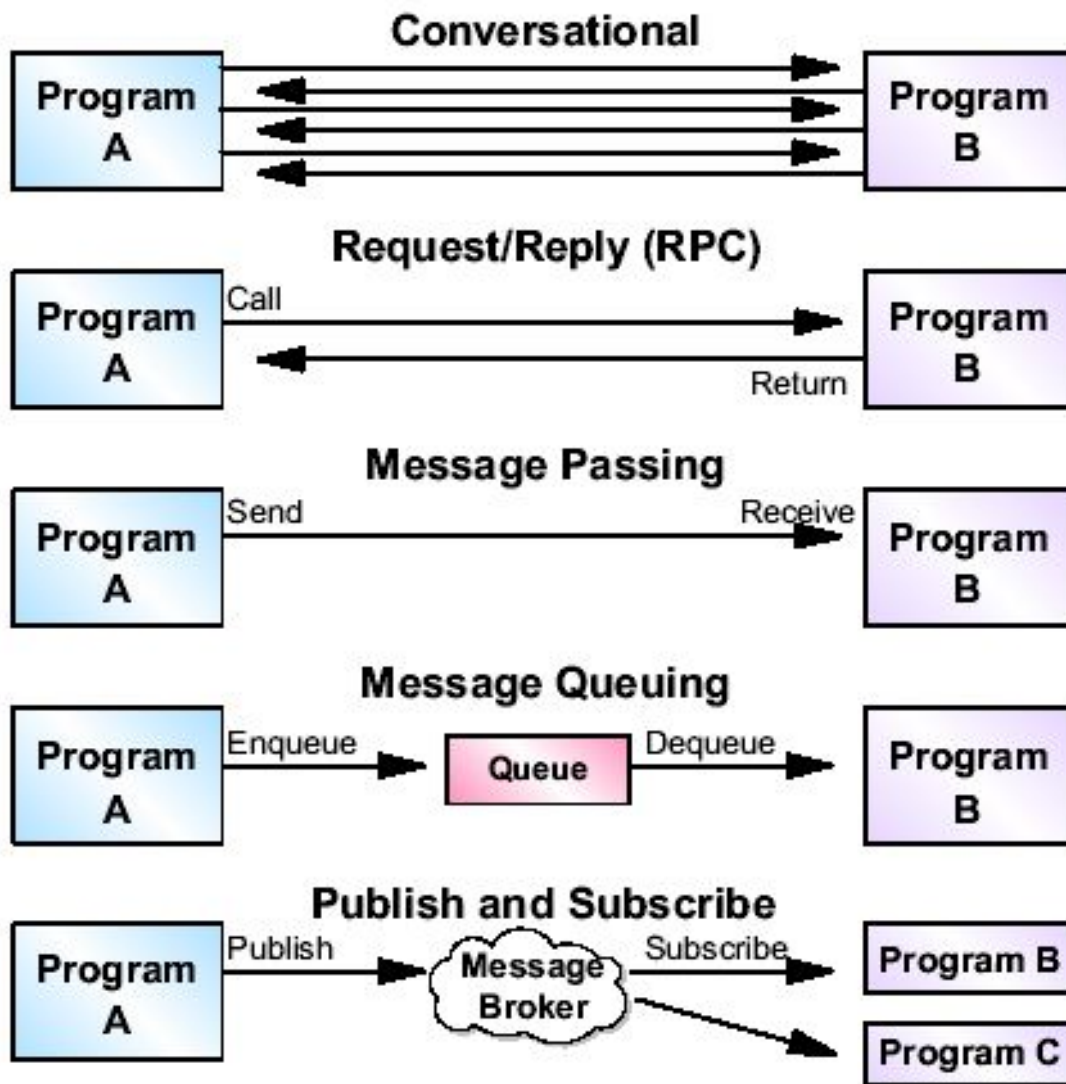 Conversational
Program
A
Program
B
Request/Reply (RPC)
Program
A
Call
Return
Program
B
Message Passing
Program
A
Send
Receive
Program
B
Message Queuing
Program
A
Enqueue
Queue
Dequeue
Program
B
Publish and Subscribe
Program
A
Publish
Message
Broker
Subscribe
Program B
Program C